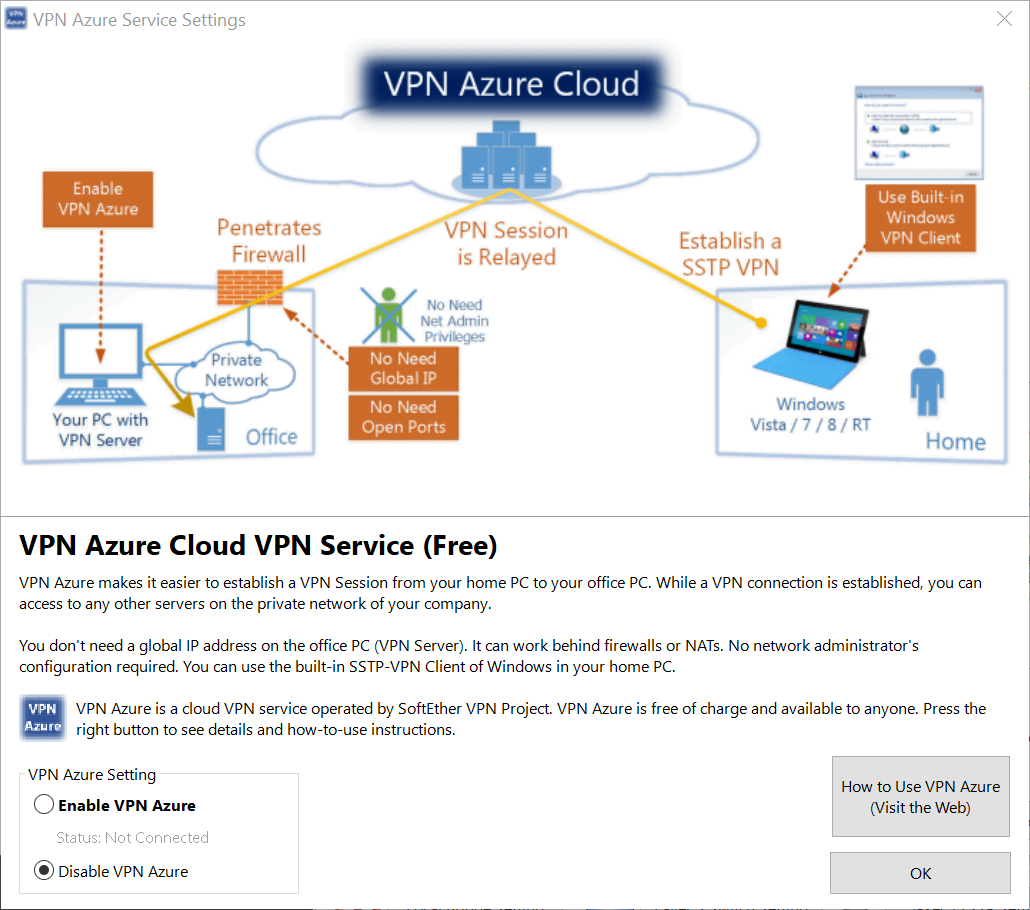 VPN Azure Service Settings
VPN Azure Cloud
Enable
VPN Azure
Penetrates
Firewall
VPN Session
is Relayed
Establish a
SSTP VPN
Use Built-in
Windows
VPN Client
No Need
Net Admin
Privileges
No Need
Global IP
No Need
Open Ports
Private
Network
Your PC with
VPN Server
Office
Windows
Vista / 7 / 8 / RT
Home
VPN Azure Cloud VPN Service (Free)
VPN Azure makes it easier to establish a VPN Session from your home PC to your office PC. While a VPN connection is established, you can
access to any other servers on the private network of your company.
You don't need a global IP address on the office PC (VPN Server). It can work behind firewalls or NATs. No network administrator's
configuration required. You can use the built-in SSTP-VPN Client of Windows in your home PC.
VPN
Azure
VPN Azure is a cloud VPN service operated by SoftEther VPN Project. VPN Azure is free of charge and available to anyone. Press the
right button to see details and how-to-use instructions.
VPN Azure Setting
Enable VPN Azure
Status: Not Connected
Disable VPN Azure
How to Use VPN Azure
(Visit the Web)
OK